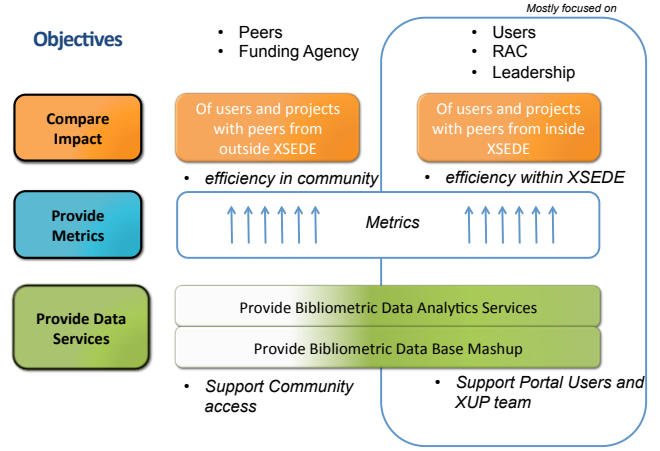 Mostly focused on
Objectives
• Peers
• Funding Agency
• Users
• RAC
• Leadership
Compare
Impact
Of users and projects
with peers from
outside XSEDE
Of users and projects
with peers from inside
XSEDE
• efficiency in community
• efficiency within XSEDE
Provide
Metrics
Metrics
Provide Data
Services
Provide Bibliometric Data Analytics Services
Provide Bibliometric Data Base Mashup
• Support Community
access
• Support Portal Users and
XUP team